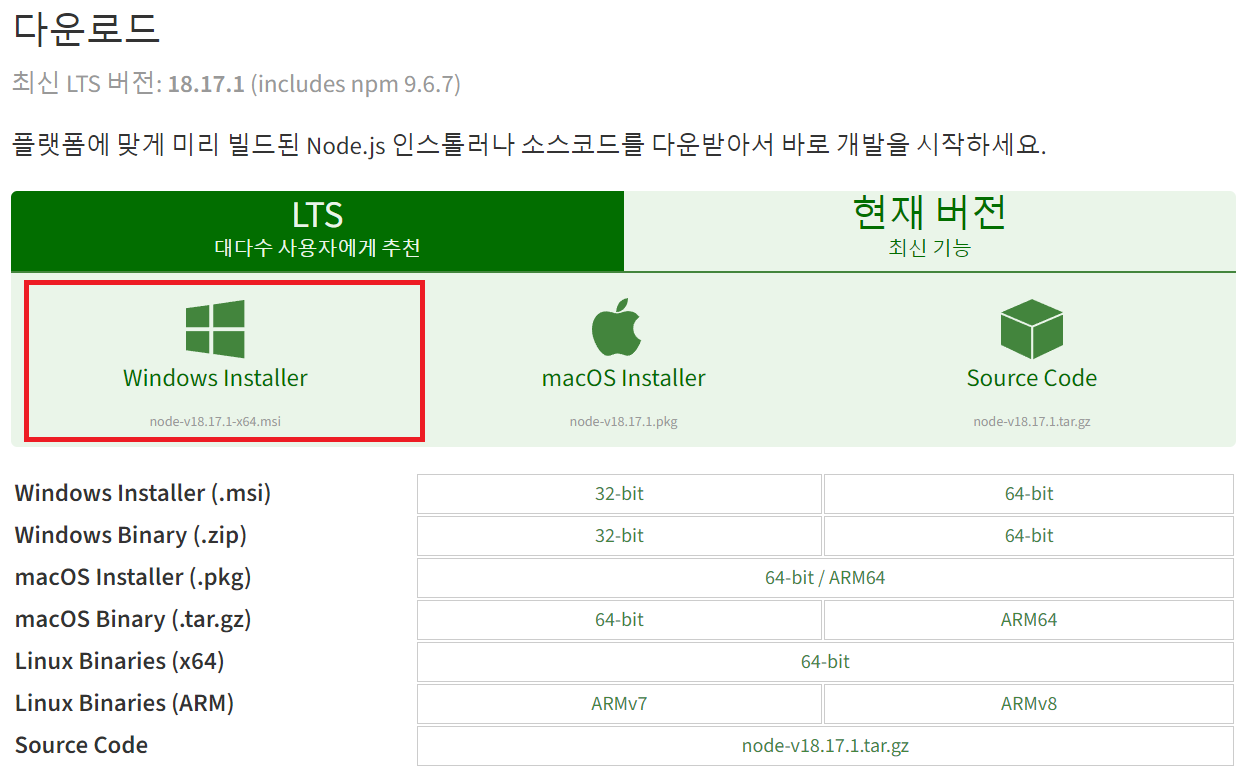 다운로드
최신 LTS 버전: 18.17.1 (includes npm 9.6.7)
플랫폼에 맞게 미리 빌드된 Node.js 인스톨러나 소스코드를 다운받아서 바로 개발을 시작하세요.
LTS
대다수 사용자에게 추천
현재 버전
최신 기능
Windows Installer
node-v18.17.1-x64.msi
macOS Installer
node-v18.17.1.pkg
Source Code
node-v18.17.1.tar.gz
Windows Installer (.msi) 32-bit 64-bit
Windows Binary (.zip) 32-bit 64-bit
macOS Installer (.pkg) 64-bit / ARM64
macOS Binary (.tar.gz) 64-bit ARM64
Linux Binaries (x64) 64-bit
Linux Binaries (ARM) ARMv7 ARMv8
Source Code node-v18.17.1.tar.gz